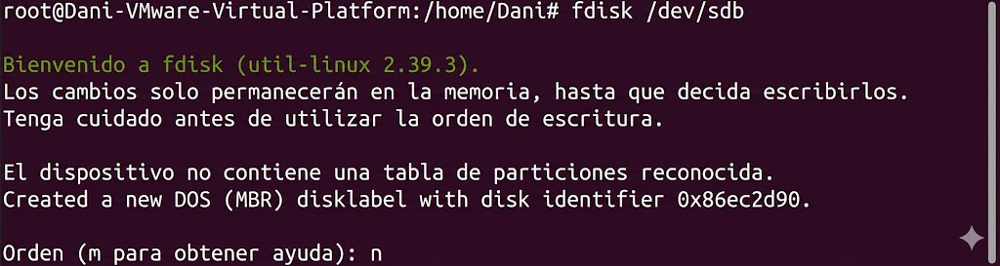 root@Dani-VMware-Virtual-Platform:/home/Dani# fdisk /dev/sdb
Bienvenido a fdisk (util-linux 2.39.3).
Los cambios solo permanecerán en la memoria, hasta que decida escribirlos.
Tenga cuidado antes de utilizar la orden de escritura.
El dispositivo no contiene una tabla de particiones reconocida.
Created a new DOS (MBR) disklabel with disk identifier 0x86ec2d90.
Orden (m para obtener ayuda): n